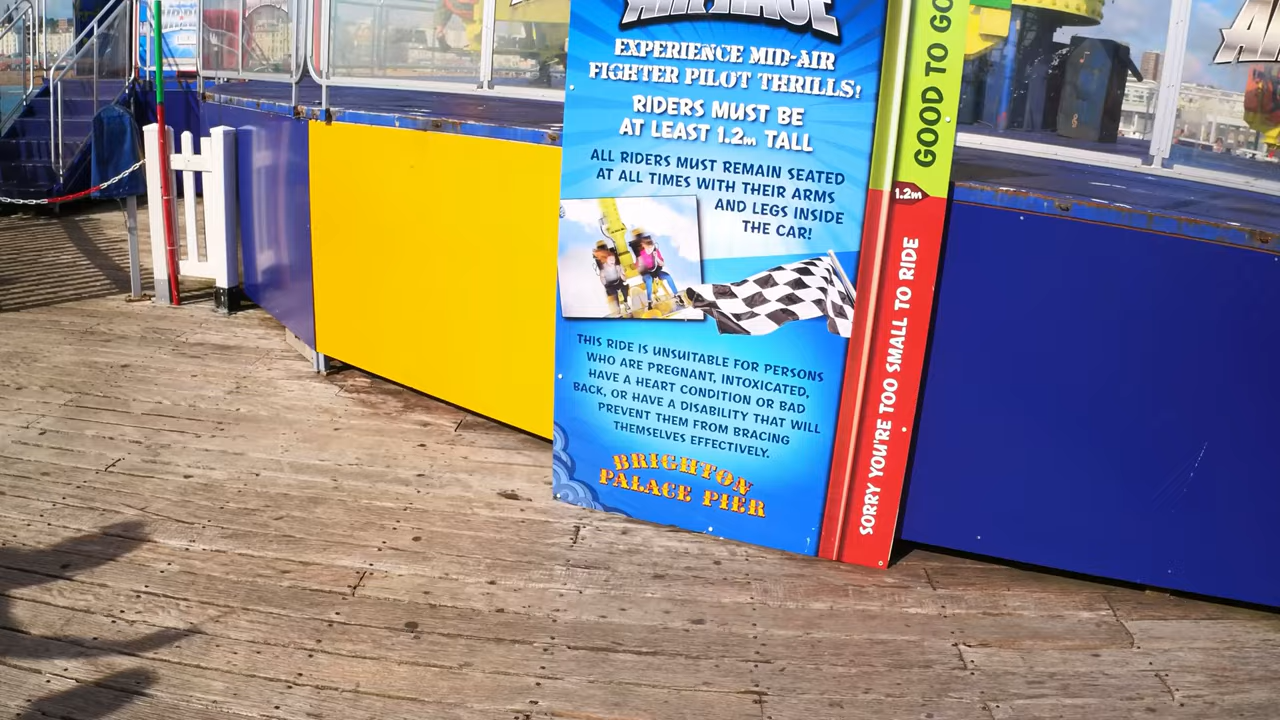 AIR RACE
EXPERIENCE MID-AIR
FIGHTER PILOT THRILLS!
RIDERS MUST BE
AT LEAST 1.2m TALL
ALL RIDERS MUST REMAIN SEATED
AT ALL TIMES WITH THEIR ARMS
AND LEGS INSIDE
THE CAR!
THIS RIDE IS UNSUITABLE FOR PERSONS
WHO ARE PREGNANT, INTOXICATED,
HAVE A HEART CONDITION OR BAD
BACK, OR HAVE A DISABILITY THAT WILL
PREVENT THEM FROM BRACING
THEMSELVES EFFECTIVELY.
BRIGHTON
PALACE PIER
GOOD TO GO
1.2m
SORRY YOU'RE TOO SMALL TO RIDE